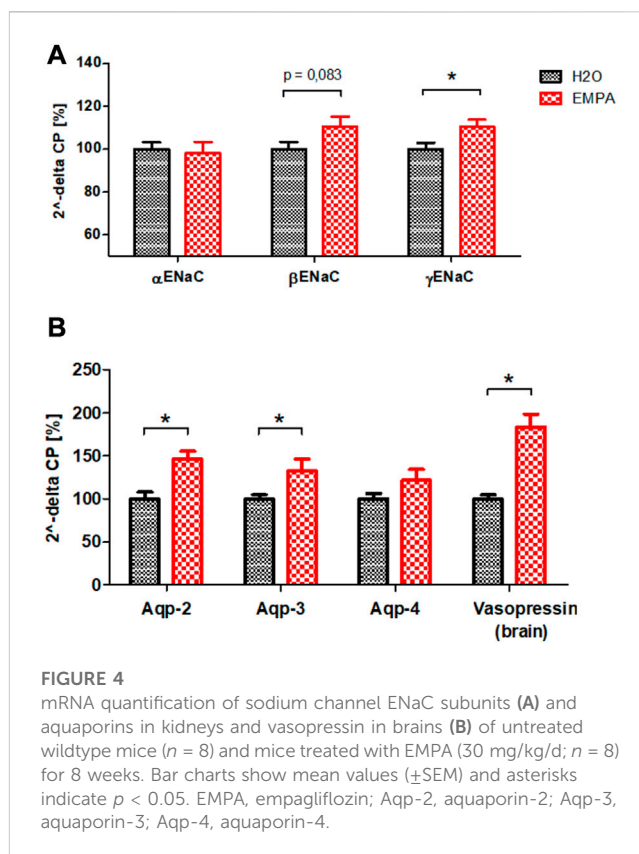 A
p = 0,083
*
H2O
EMPA
2^-delta CP [%]
140
120
100
80
60
αENaC
βENaC
γENaC
B
2^-delta CP [%]
250
200
150
100
50
0
*
*
*
Aqp-2
Aqp-3
Aqp-4
Vasopressin
(brain)
FIGURE 4
mRNA quantification of sodium channel ENaC subunits (A) and
aquaporins in kidneys and vasopressin in brains (B) of untreated
wildtype mice (n = 8) and mice treated with EMPA (30 mg/kg/d; n = 8)
for 8 weeks. Bar charts show mean values (±SEM) and asterisks
indicate p < 0.05. EMPA, empagliflozin; Aqp-2, aquaporin-2; Aqp-3,
aquaporin-3; Aqp-4, aquaporin-4.